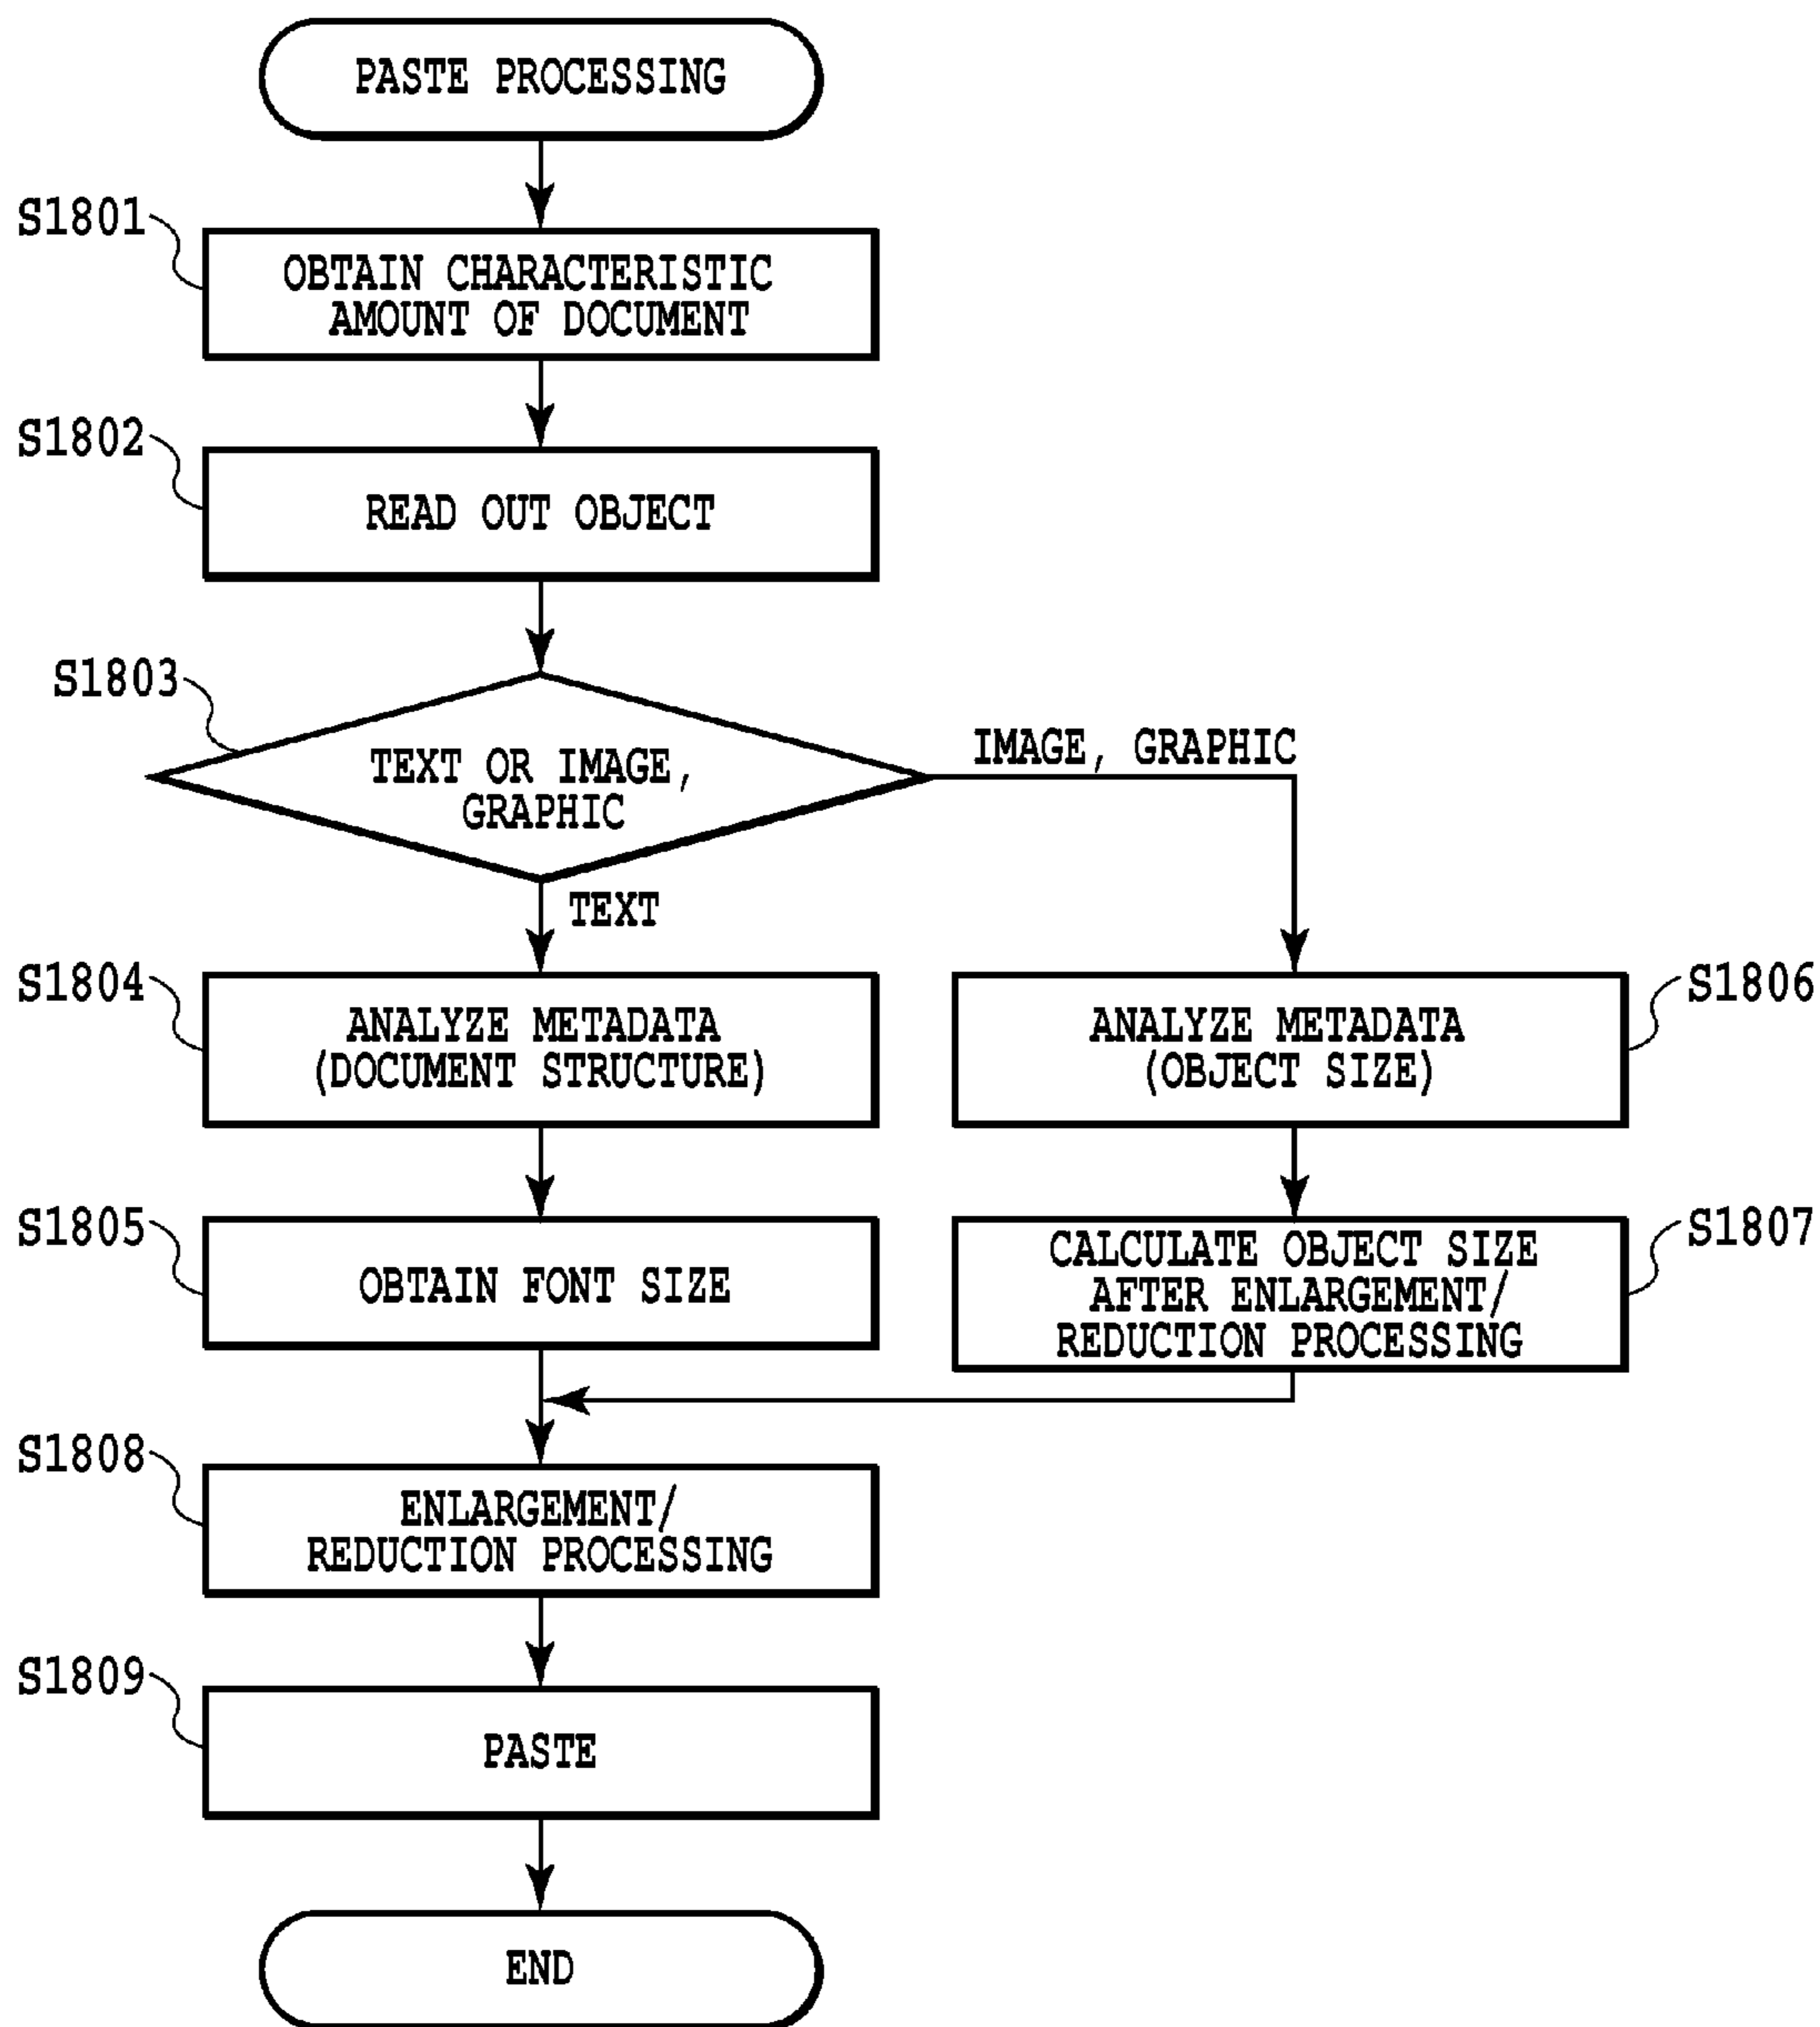 PASTE PROCESSING
S1801
OBTAIN CHARACTERISTIC
AMOUNT OF DOCUMENT
S1802
READ OUT OBJECT
S1803
TEXT OR IMAGE,
GRAPHIC
IMAGE, GRAPHIC
TEXT
S1804
ANALYZE METADATA
(DOCUMENT STRUCTURE)
S1806
ANALYZE METADATA
(OBJECT SIZE)
S1805
OBTAIN FONT SIZE
S1807
CALCULATE OBJECT SIZE
AFTER ENLARGEMENT/
REDUCTION PROCESSING
S1808
ENLARGEMENT/
REDUCTION PROCESSING
S1809
PASTE
END